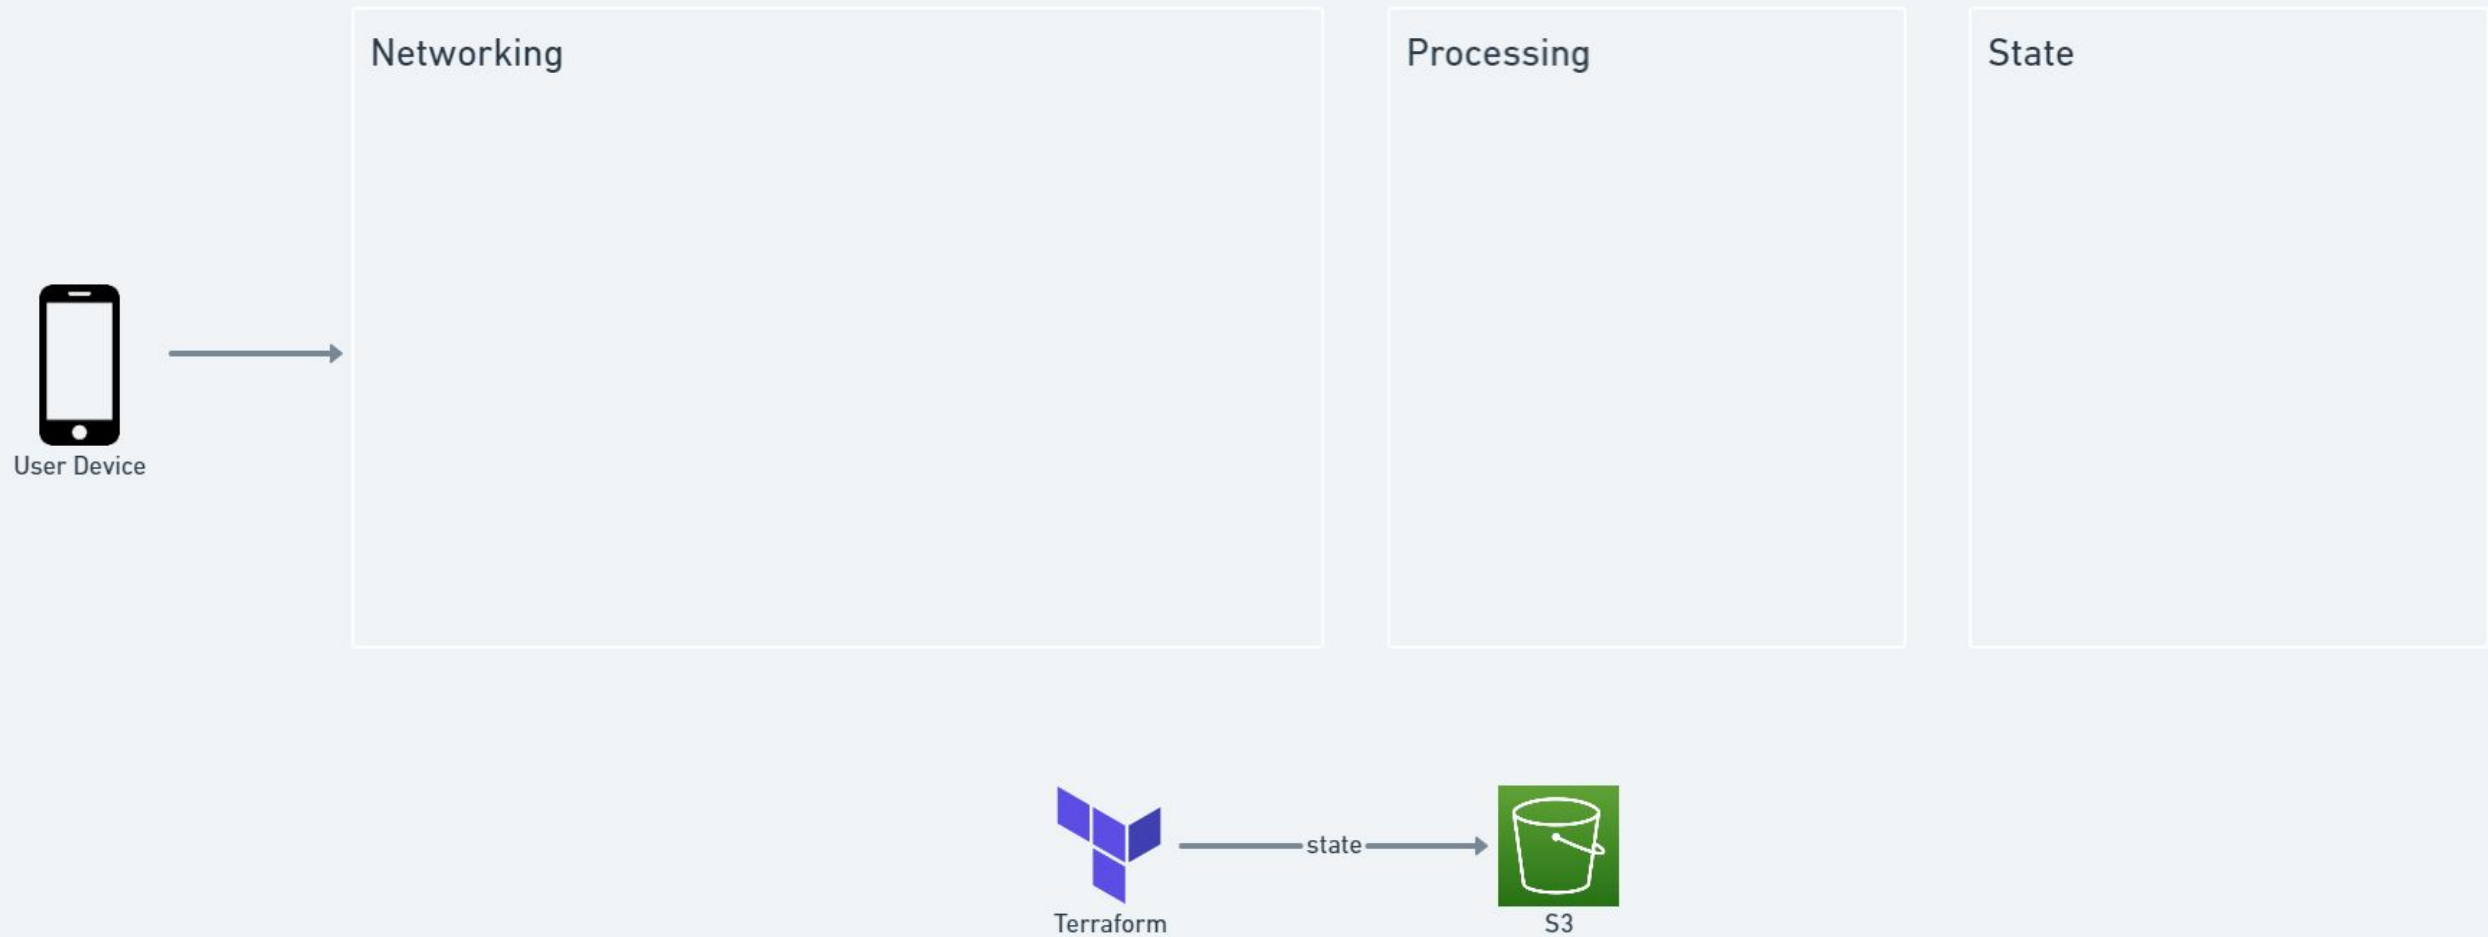 Networking
Processing
State
User Device
state
Terraform
S3